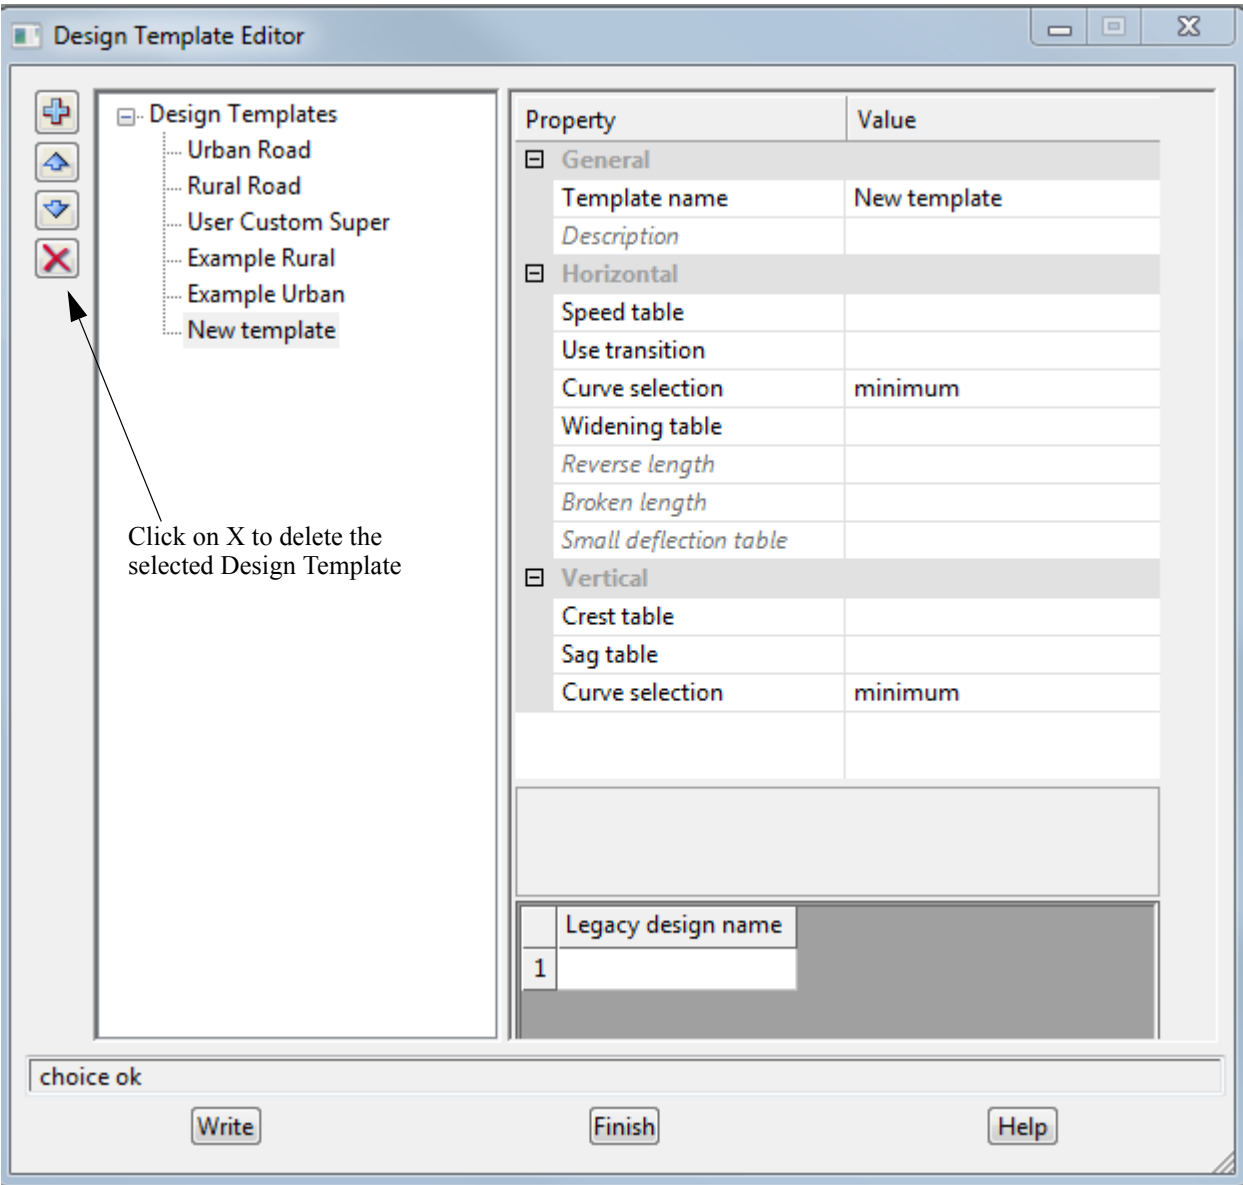 Design Template Editor
Design Templates
Urban Road
Rural Road
User Custom Super
Example Rural
Example Urban
New template
Click on X to delete the
selected Design Template
Property Value
General
Template name New template
Description
Horizontal
Speed table
Use transition
Curve selection minimum
Widening table
Reverse length
Broken length
Small deflection table
Vertical
Crest table
Sag table
Curve selection minimum
Legacy design name
1
choice ok
Write Finish Help